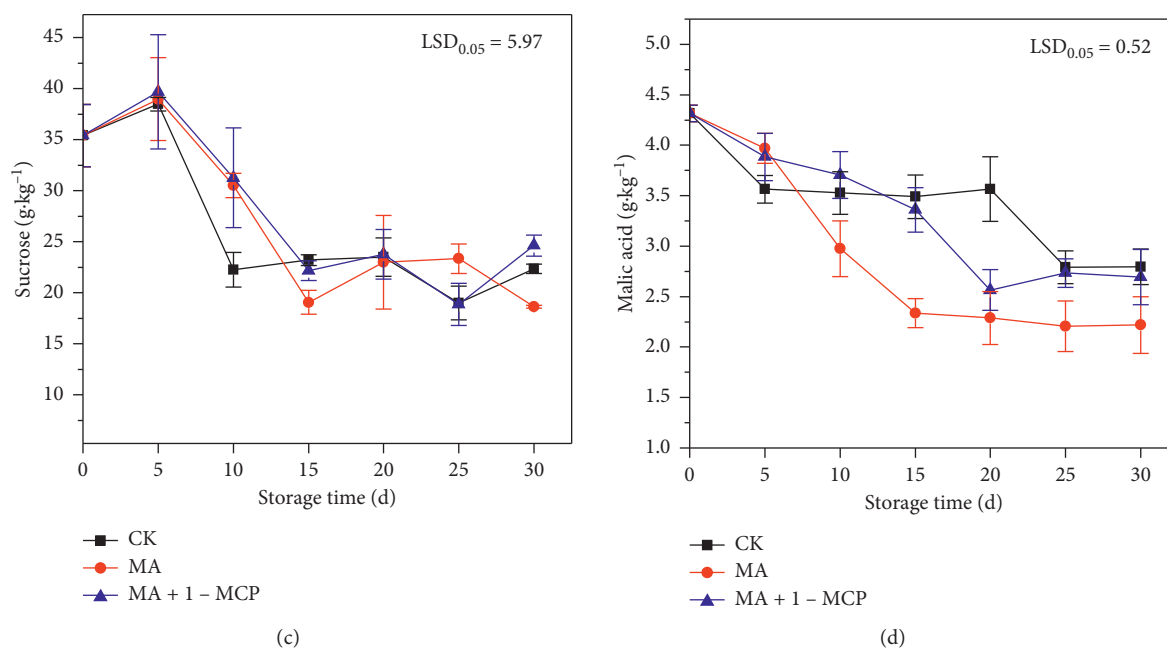 LSD0.05 = 5.97
45
40
35
30
25
20
15
10
Sucrose (g·kg−1)
0 5 10 15 20 25 30
Storage time (d)
CK
MA
MA + 1 – MCP
(c)
LSD0.05 = 0.52
5.0
4.5
4.0
3.5
3.0
2.5
2.0
1.5
1.0
Malic acid (g·kg−1)
0 5 10 15 20 25 30
Storage time (d)
CK
MA
MA + 1 – MCP
(d)